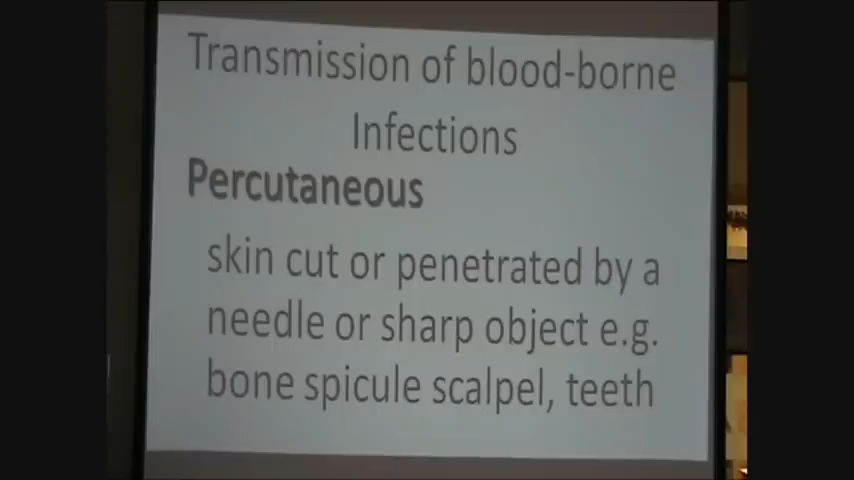 Transmission of blood-borne
Infections
Percutaneous
skin cut or penetrated by a
needle or sharp object e.g.
bone spicule scalpel, teeth